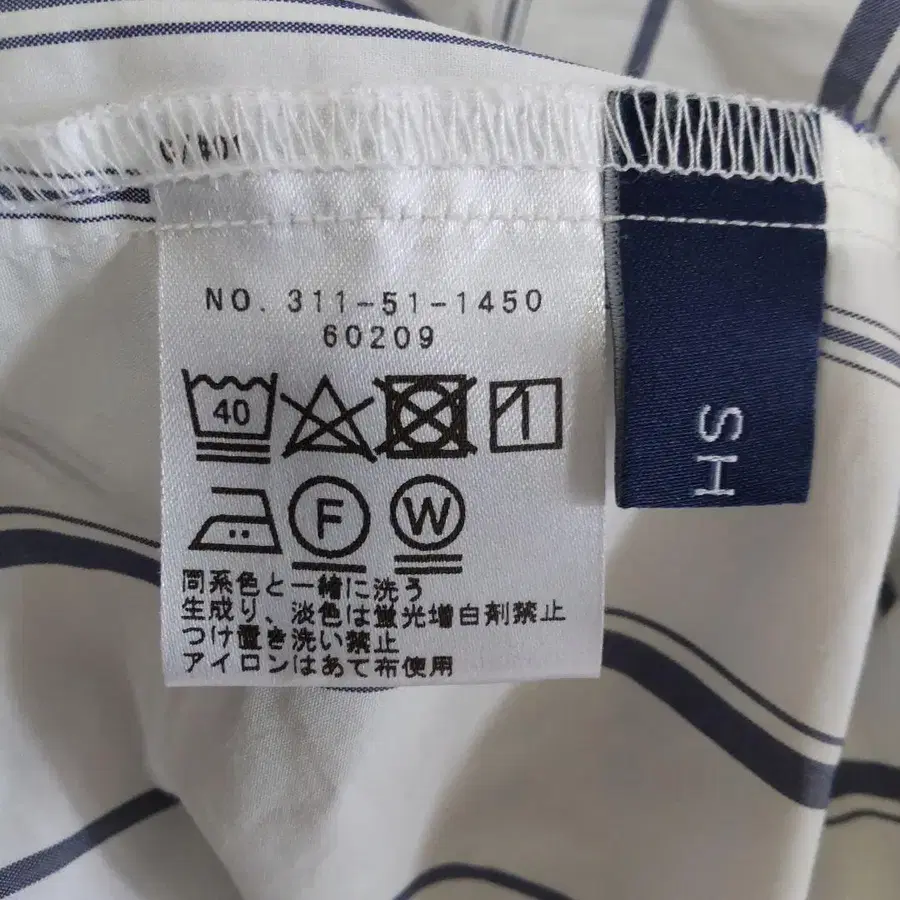 C/#01
NO. 311-51-1450
60209
40
F
W
同系色と一緒に洗う
生成り、淡色は蛍光増白剤禁止
つけ置き洗い禁止
アイロンはあて布使用
HS